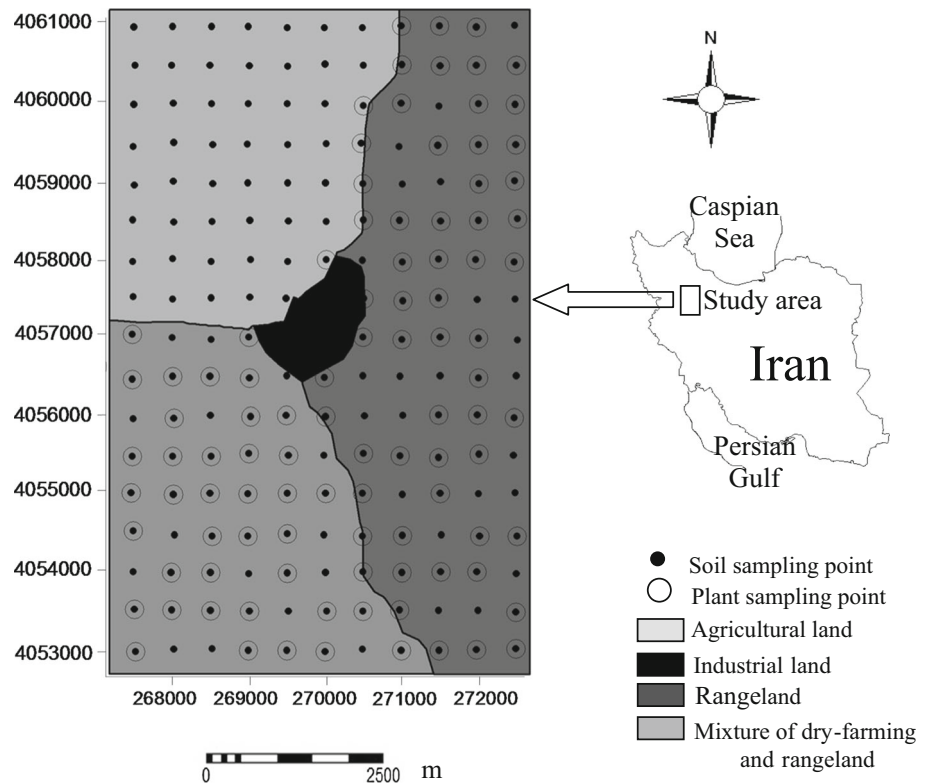 4061000
4060000
4059000
4058000
4057000
4056000
4055000
4054000
4053000
268000 269000 270000 271000 272000
0 2500 m
N
Caspian
Sea
Study area
Iran
Persian
Gulf
Soil sampling point
Plant sampling point
Agricultural land
Industrial land
Rangeland
Mixture of dry-farming
and rangeland